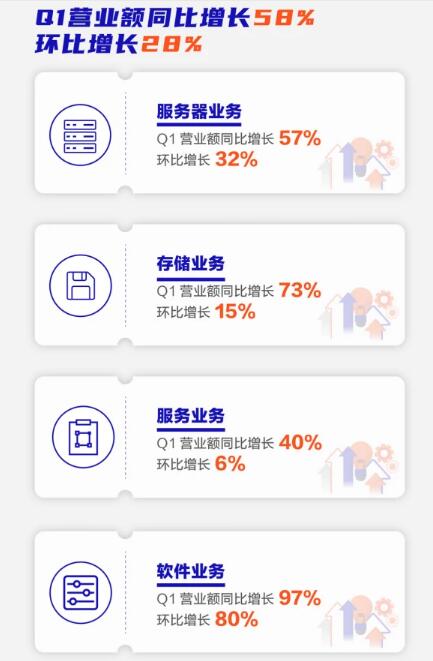 Q1营业额同比增长58%
环比增长28%
服务器业务
Q1 营业额同比增长 57%
环比增长 32%
存储业务
Q1 营业额同比增长 73%
环比增长 15%
服务业务
Q1 营业额同比增长 40%
环比增长 6%
软件业务
Q1 营业额同比增长 97%
环比增长 80%